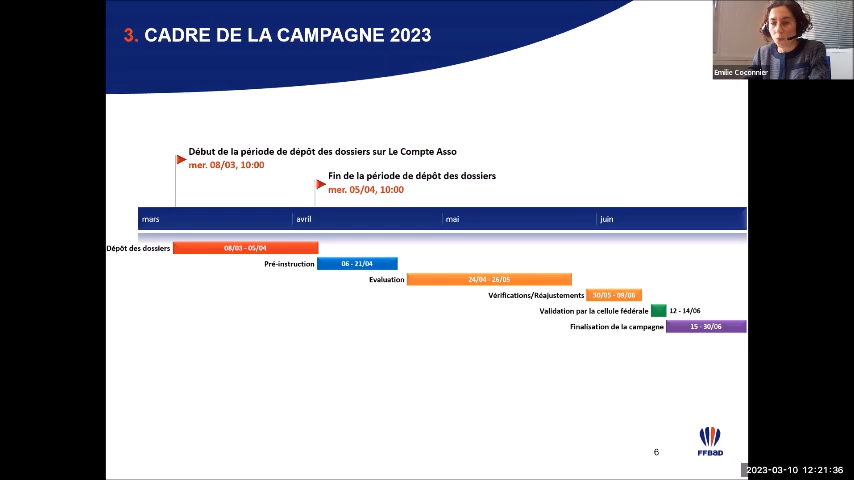 3. CADRE DE LA CAMPAGNE 2023
Emilie Coconnier
Début de la période de dépôt des dossiers sur Le Compte Asso
mer. 08/03, 10:00
Fin de la période de dépôt des dossiers
mer. 05/04, 10:00
mars avril mai juin
Dépôt des dossiers 08/03 - 05/04
Pré-instruction 06 - 21/04
Evaluation 24/04 - 26/05
Vérifications/Réajustements 30/05 - 09/06
Validation par la cellule fédérale 12 - 14/06
Finalisation de la campagne 15 - 30/06
6
FFBaD
2023-03-10 12:21:36